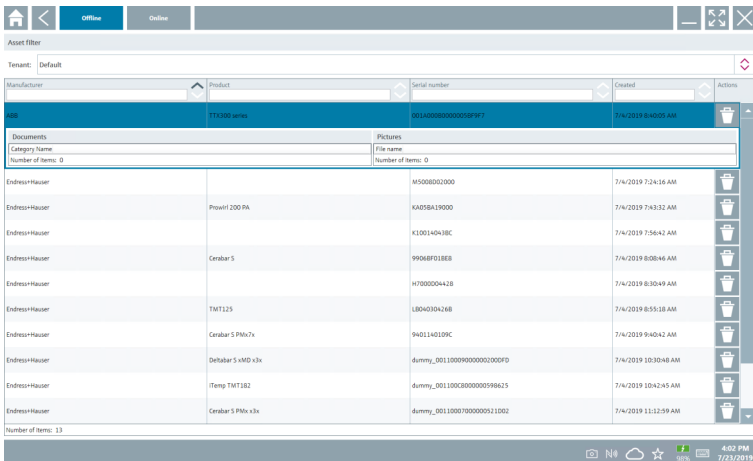 Offline Online
Asset filter
Tenant: Default
Manufacturer Product Serial number Created Actions
ABB TTX300 series 7/4/2019 8:40:05 AM
Documents Pictures
Category Name File name
Number of Items: 0 Number of Items: 0
Endress+Hauser M5008D02000 7/4/2019 7:24:16 AM
Endress+Hauser Prowirl 200 PA KA05BA19000 7/4/2019 7:43:32 AM
Endress+Hauser K100140438C 7/4/2019 7:56:42 AM
Endress+Hauser Cerabar S 9906BF018E8 7/4/2019 8:08:46 AM
Endress+Hauser H7000D04428 7/4/2019 8:30:49 AM
Endress+Hauser TMT125 LB04030426B 7/4/2019 8:55:18 AM
Endress+Hauser Cerabar S PMx7x 9401140109C 7/4/2019 9:40:42 AM
Endress+Hauser Deltabar S xMD x3x dummy_00110009000000200DFD 7/4/2019 10:30:48 AM
Endress+Hauser iTemp TMT182 dummy_001100C8000000598625 7/4/2019 10:42:45 AM
Endress+Hauser Cerabar S PMx x3x dummy_00110007000000521D02 7/4/2019 11:12:59 AM
Number of Items: 13
98% 4:02 PM
7/23/2019